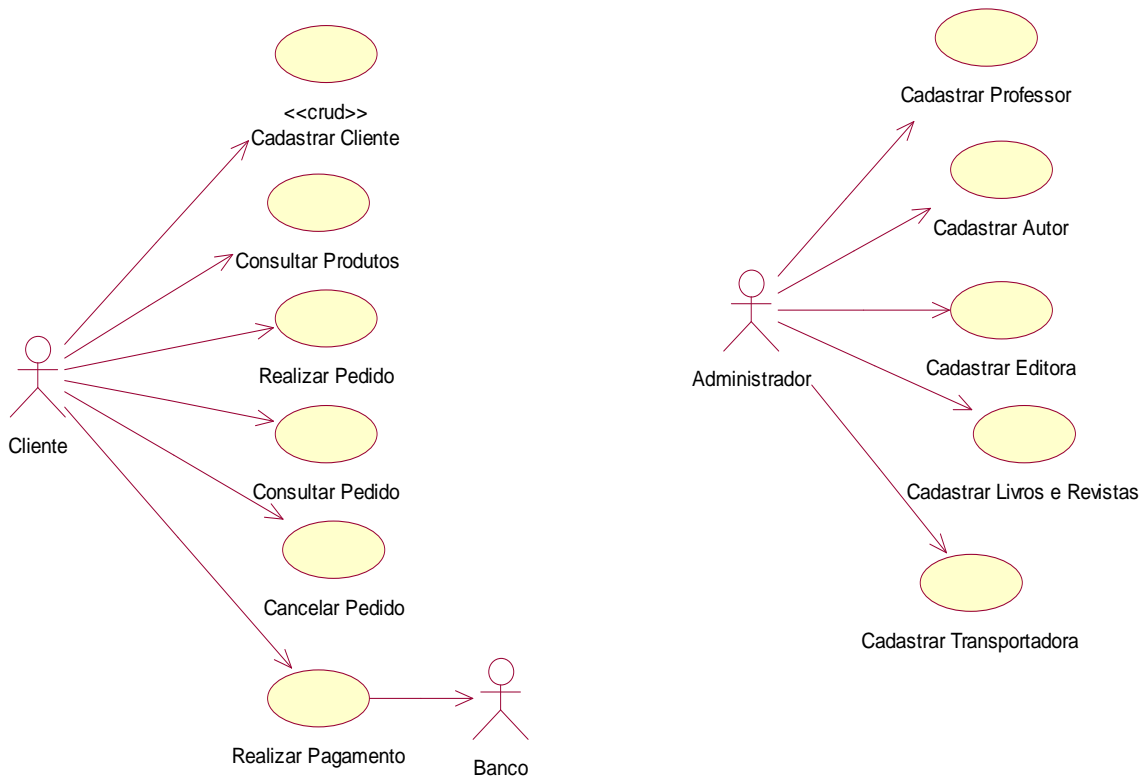 <<crud>>
Cadastrar Cliente
Consultar Produtos
Realizar Pedido
Cliente
Consultar Pedido
Cancelar Pedido
Realizar Pagamento
Banco
Cadastrar Professor
Cadastrar Autor
Administrador
Cadastrar Editora
Cadastrar Livros e Revistas
Cadastrar Transportadora